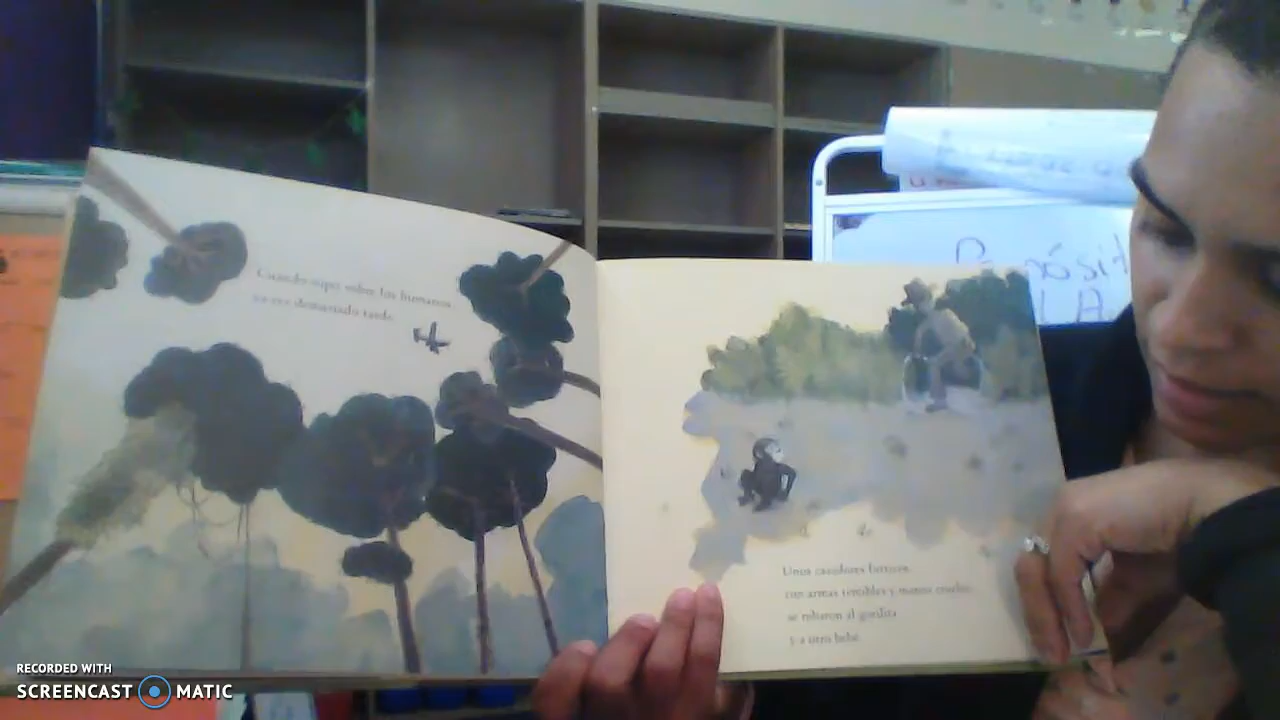 Cuando supo sobre los humanos
ya era demasiado tarde.
Unos cazadores furtivos,
con armas terribles y manos crueles,
se robaron al gorilita
y a otro bebé.
RECORDED WITH
SCREENCAST MATIC